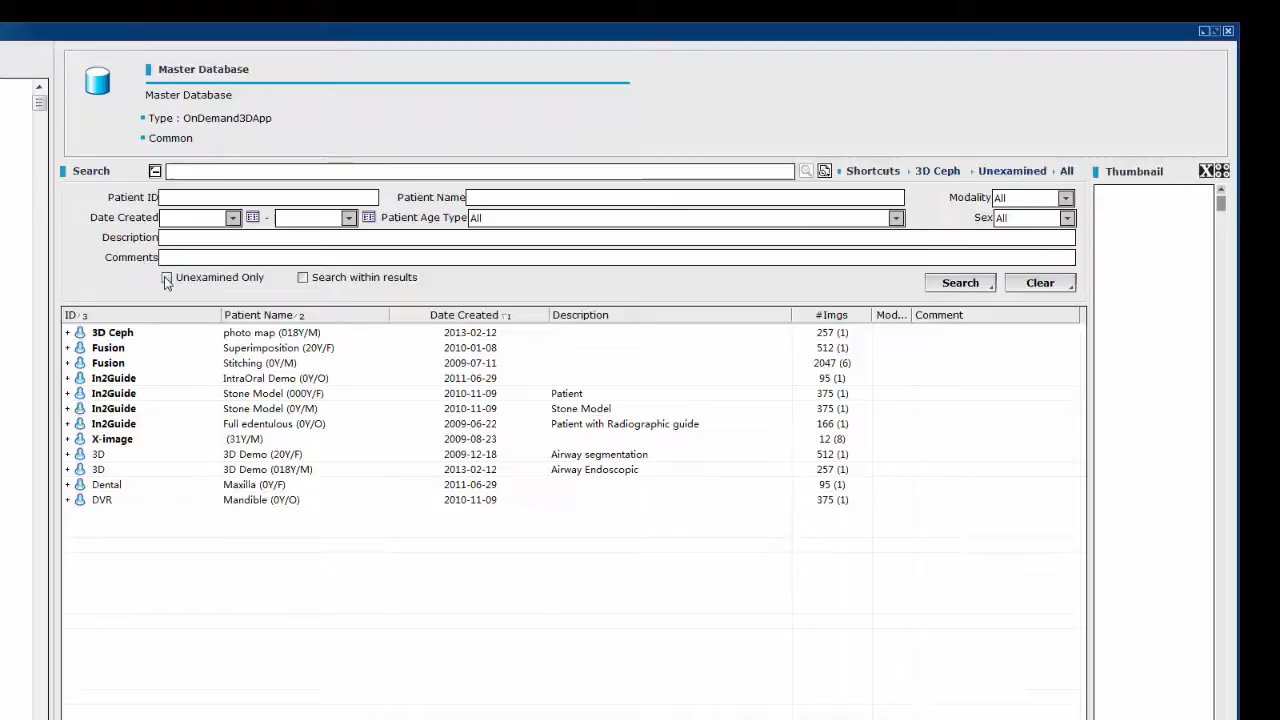 Master Database
Master Database
Type : OnDemand3DApp
Common
Search Shortcuts 3D Ceph Unexamined All Thumbnail
Patient ID Patient Name Modality All
Date Created - Patient Age Type All Sex All
Description
Comments
Unexamined Only Search within results Search Clear
ID 3 Patient Name 2 Date Created 1 Description #Imgs Mod... Comment
+ 3D Ceph photo map (018Y/M) 2013-02-12 257 (1)
+ Fusion Superimposition (20Y/F) 2010-01-08 512 (1)
+ Fusion Stitching (0Y/M) 2009-07-11 2047 (6)
+ In2Guide IntraOral Demo (0Y/O) 2011-06-29 95 (1)
+ In2Guide Stone Model (000Y/F) 2010-11-09 Patient 375 (1)
+ In2Guide Stone Model (0Y/M) 2010-11-09 Stone Model 375 (1)
+ In2Guide Full edentulous (0Y/O) 2009-06-22 Patient with Radiographic guide 166 (1)
+ X-image (31Y/M) 2009-08-23 12 (8)
+ 3D 3D Demo (20Y/F) 2009-12-18 Airway segmentation 512 (1)
+ 3D 3D Demo (018Y/M) 2013-02-12 Airway Endoscopic 257 (1)
+ Dental Maxilla (0Y/F) 2011-06-29 95 (1)
+ DVR Mandible (0Y/O) 2010-11-09 375 (1)